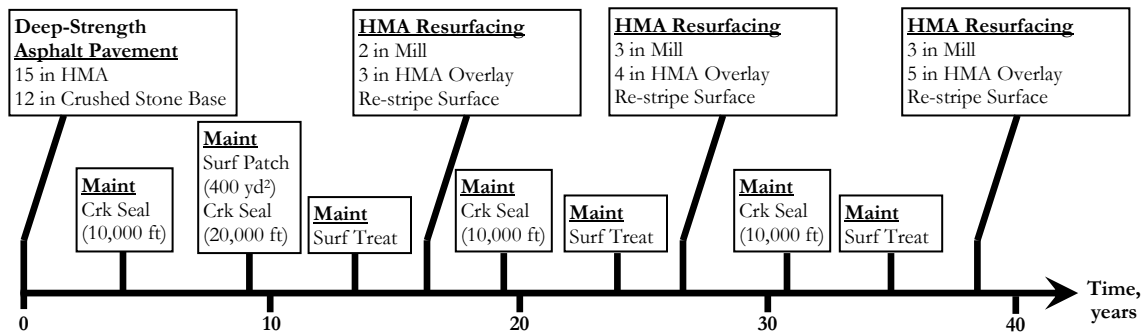 Deep-Strength
Asphalt Pavement
15 in HMA
12 in Crushed Stone Base
HMA Resurfacing
2 in Mill
3 in HMA Overlay
Re-stripe Surface
HMA Resurfacing
3 in Mill
4 in HMA Overlay
Re-stripe Surface
HMA Resurfacing
3 in Mill
5 in HMA Overlay
Re-stripe Surface
Maint
Crk Seal
(10,000 ft)
Maint
Surf Patch
(400 yd²)
Crk Seal
(20,000 ft)
Maint
Surf Treat
Maint
Crk Seal
(10,000 ft)
Maint
Surf Treat
Maint
Crk Seal
(10,000 ft)
Maint
Surf Treat
0
10
20
30
40
Time,
years